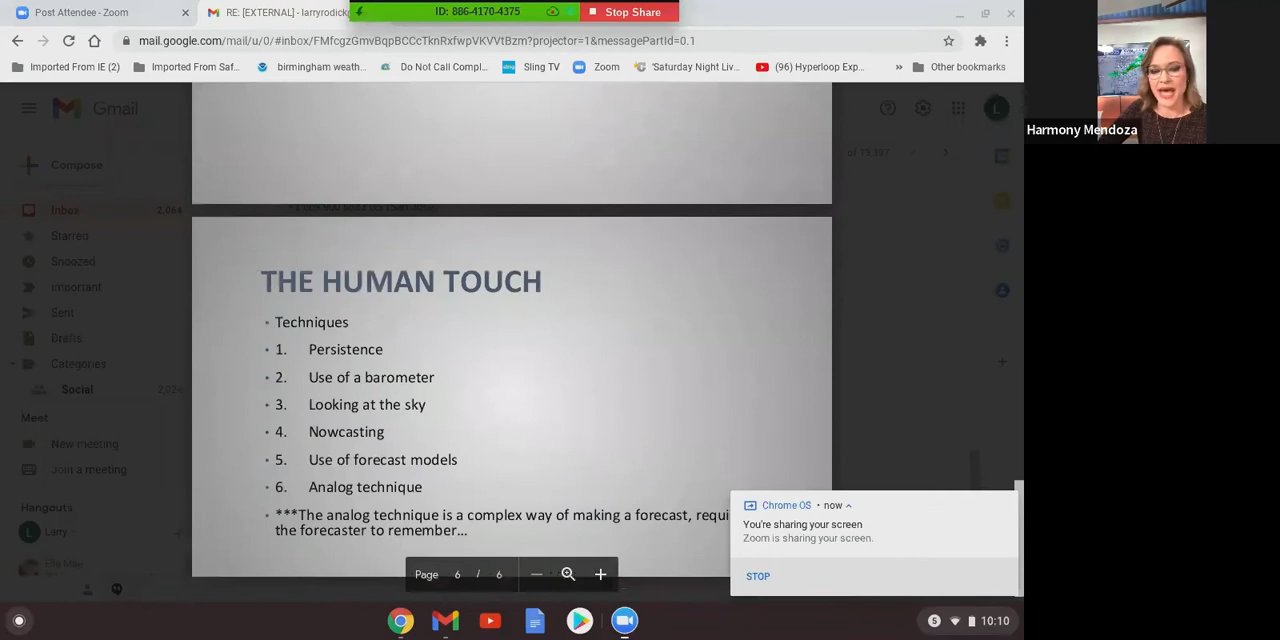 Post Attendee - Zoom
RE: [EXTERNAL] - larryrodick
ID: 886-4170-4375
Stop Share
mail.google.com/mail/u/0/#inbox/FMfcgzGmvBqpBCCcTknRxfwpVKVVtBzm?projector=1&messagePartId=0.1
Imported From IE (2)
Imported From Saf...
birmingham weath...
Do Not Call Compl...
Sling TV
Zoom
'Saturday Night Liv...
(96) Hyperloop Exp...
Other bookmarks
Harmony Mendoza
Gmail
Compose
Inbox
Starred
Snoozed
Important
Sent
Drafts
Categories
Social
Meet
New meeting
Join a meeting
Hangouts
Larry
THE HUMAN TOUCH
• Techniques
• 1. Persistence
• 2. Use of a barometer
• 3. Looking at the sky
• 4. Nowcasting
• 5. Use of forecast models
• 6. Analog technique
• ***The analog technique is a complex way of making a forecast, requi
the forecaster to remember...
Page 6 / 6
Chrome OS • now
You're sharing your screen
Zoom is sharing your screen.
STOP
5
10:10